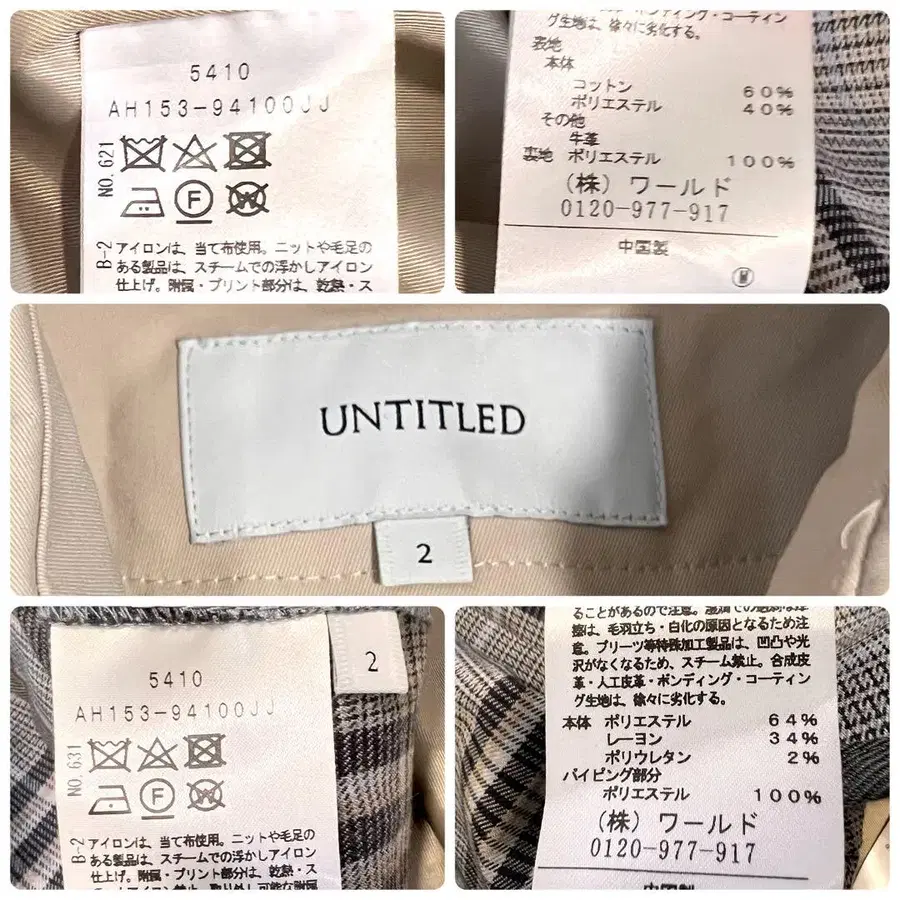 5410
AH153-94100JJ
NO.621
F
W
B-2 アイロンは、当て布使用。ニットや毛足の
ある製品は、スチームでの浮かしアイロン
仕上げ。附属・プリント部分は、乾熱・ス
ボンディング・コーティン
グ生地は、徐々に劣化する。
表地
本体
コットン 60%
ポリエステル 40%
その他
牛革
裏地 ポリエステル 100%
(株) ワールド
0120-977-917
中国製
UNTITLED
2
2
5410
AH153-94100JJ
NO.631
F
W
B-2 アイロンは、当て布使用。ニットや毛足の
ある製品は、スチームでの浮かしアイロン
仕上げ。附属・プリント部分は、乾熱・ス
ることがあるので注意。
擦は、毛羽立ち・白化の原因となるため注
意。プリーツ等特殊加工製品は、凹凸や光
沢がなくなるため、スチーム禁止。合成皮
革・人工皮革・ボンディング・コーティン
グ生地は、徐々に劣化する。
本体 ポリエステル 64%
レーヨン 34%
ポリウレタン 2%
パイピング部分
ポリエステル 100%
(株) ワールド
0120-977-917
中国製